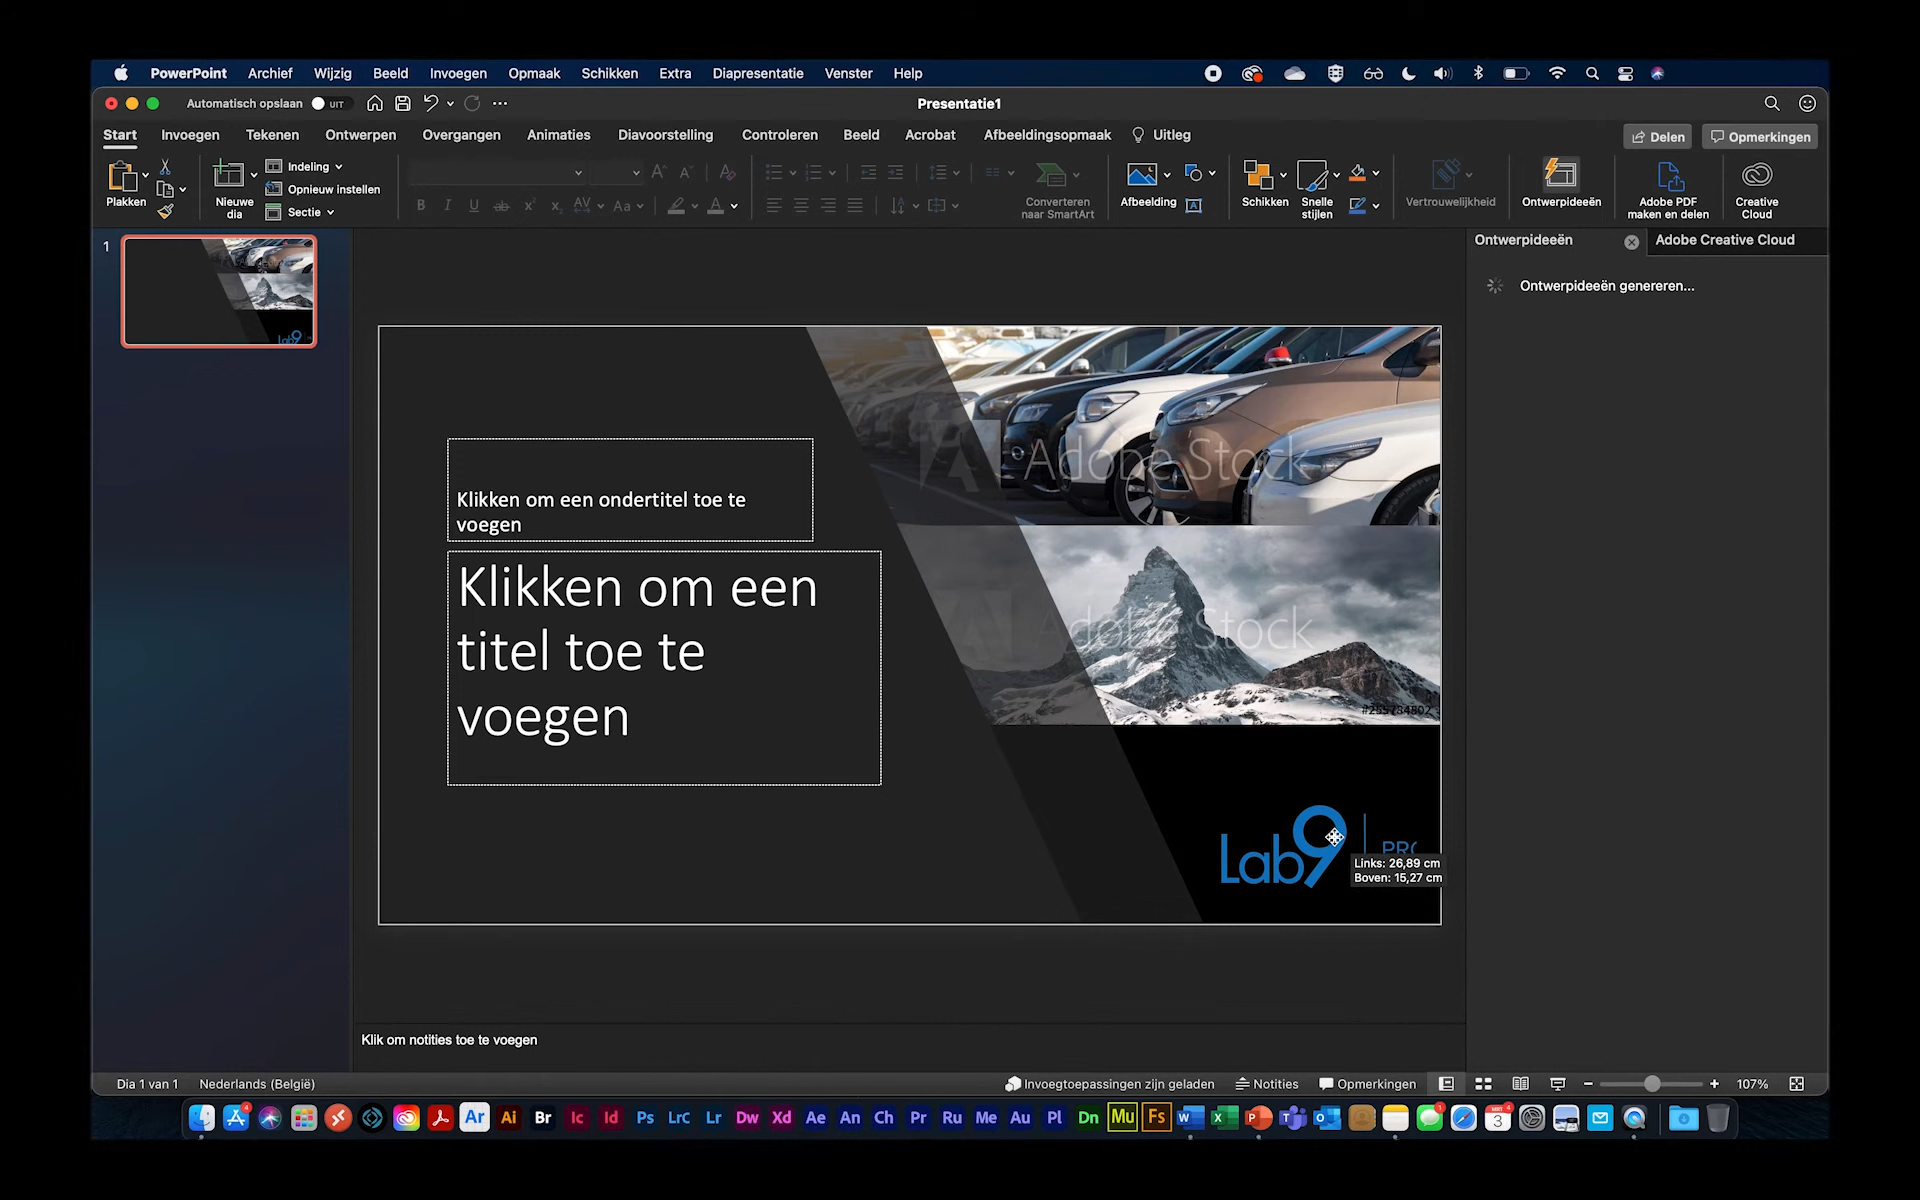 PowerPoint Archief Wijzig Beeld Invoegen Opmaak Schikken Extra Diapresentatie Venster Help
Automatisch opslaan UIT
Presentatie1
Start Invoegen Tekenen Ontwerpen Overgangen Animaties Diavoorstelling Controleren Beeld Acrobat Afbeeldingsopmaak Uitleg
Delen Opmerkingen
Plakken
Nieuwe
dia
Indeling
Opnieuw instellen
Sectie
Converteren
naar SmartArt
Afbeelding
Schikken
Snelle
stijlen
Vertrouwelijkheid
Ontwerpideeën
Adobe PDF
maken en delen
Creative
Cloud
1
Ontwerpideeën
Adobe Creative Cloud
Ontwerpideeën genereren...
Adobe Stock
Klikken om een ondertitel toe te
voegen
Klikken om een
titel toe te
voegen
Adobe Stock
#255784802
Lab9
PRO
Links: 26,89 cm
Boven: 15,27 cm
Klik om notities toe te voegen
Dia 1 van 1 Nederlands (België) Invoegtoepassingen zijn geladen Notities Opmerkingen 107%
Ar Ai Br Ic Id Ps LrC Lr Dw Xd Ae An Ch Pr Ru Me Au Pl Dn Mu Fs
3